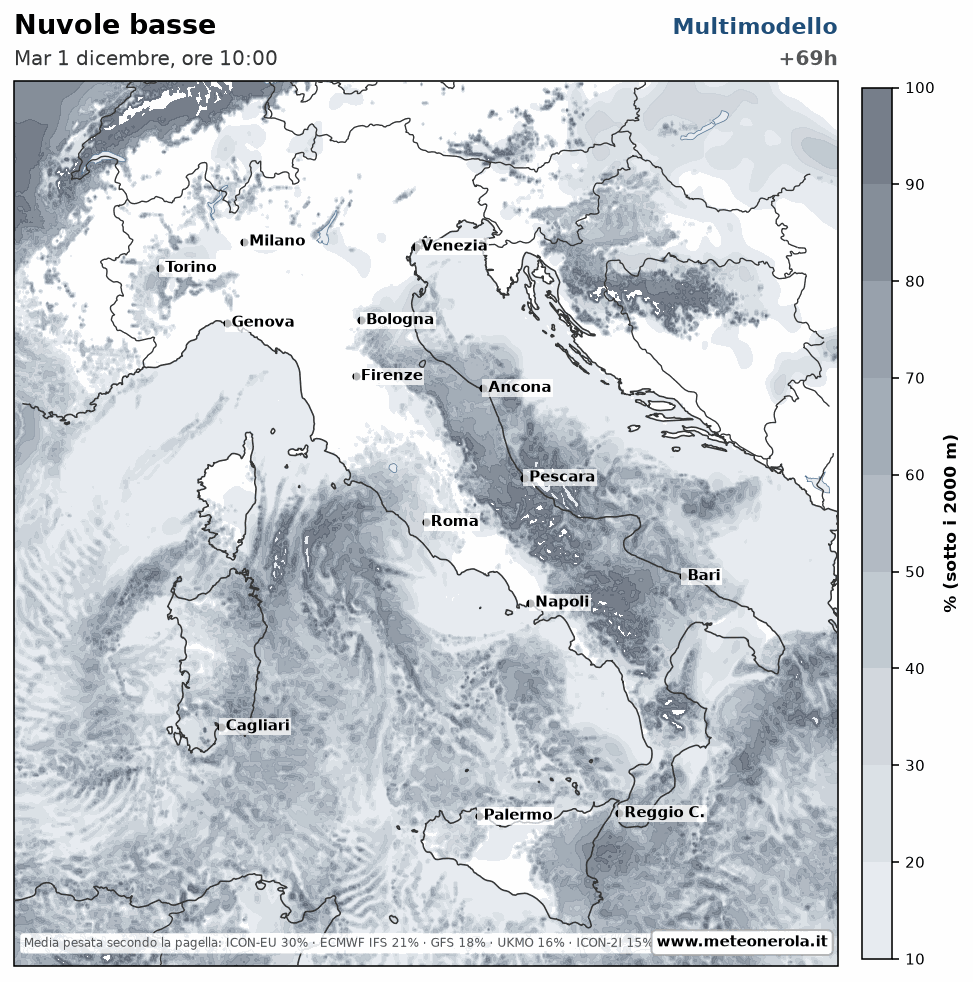 Nuvole basse
Multimodello
Mar 1 dicembre, ore 10:00
+69h
100
90
80
70
60
50
40
30
20
10
% (sotto i 2000 m)
Milano
Venezia
Torino
Genova
Bologna
Firenze
Ancona
Pescara
Roma
Bari
Napoli
Cagliari
Palermo
Reggio C.
Media pesata secondo la pagella: ICON-EU 30% · ECMWF IFS 21% · GFS 18% · UKMO 16% · ICON-2I 15%
www.meteonerola.it